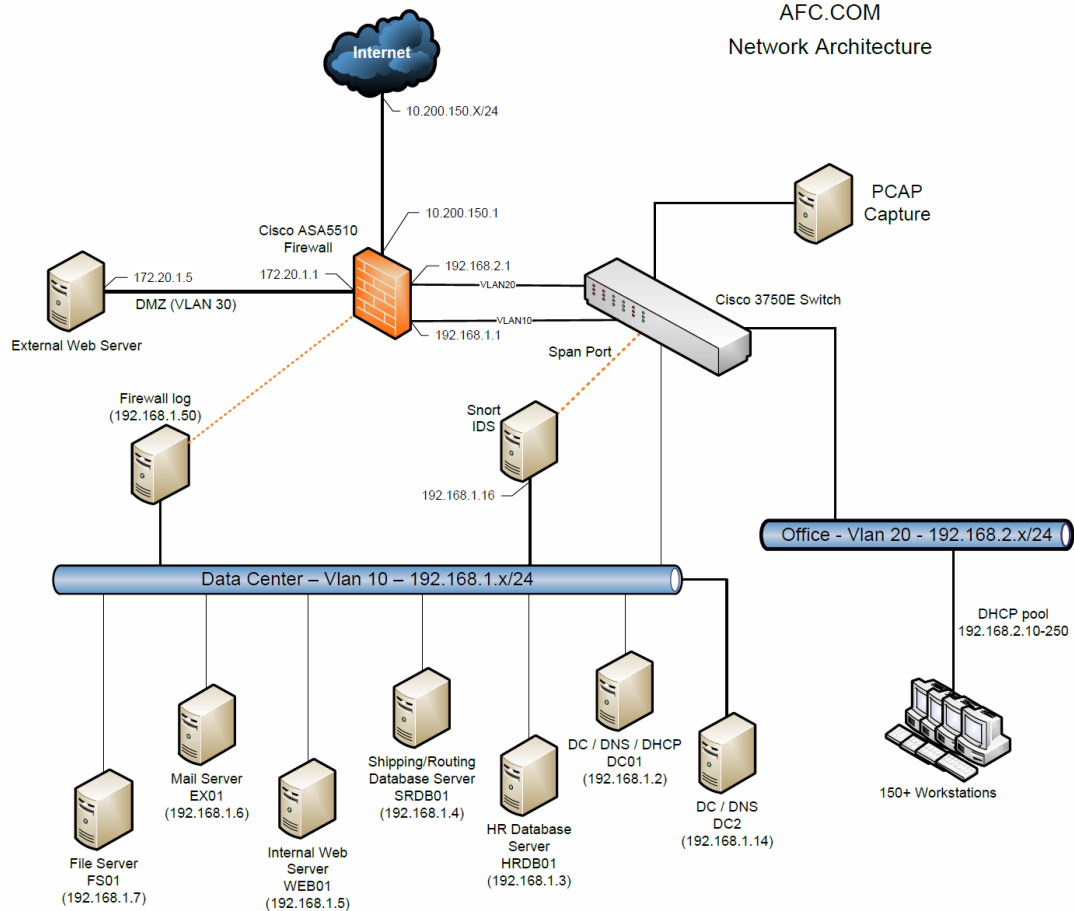 AFC.COM
Network Architecture
Internet
10.200.150.X/24
PCAP
Capture
10.200.150.1
Cisco ASA5510
Firewall
192.168.2.1
172.20.1.5
172.20.1.1
VLAN20
DMZ (VLAN 30)
Cisco 3750E Switch
VLAN10
192.168.1.1
External Web Server
Span Port
Firewall log
(192.168.1.50)
Snort
IDS
192.168.1.16
Office - Vlan 20 - 192.168.2.x/24
Data Center – Vlan 10 – 192.168.1.x/24
DHCP pool
192.168.2.10-250
File Server
FS01
(192.168.1.7)
Mail Server
EX01
(192.168.1.6)
Internal Web
Server
WEB01
(192.168.1.5)
Shipping/Routing
Database Server
SRDB01
(192.168.1.4)
HR Database
Server
HRDB01
(192.168.1.3)
DC / DNS / DHCP
DC01
(192.168.1.2)
DC / DNS
DC2
(192.168.1.14)
150+ Workstations